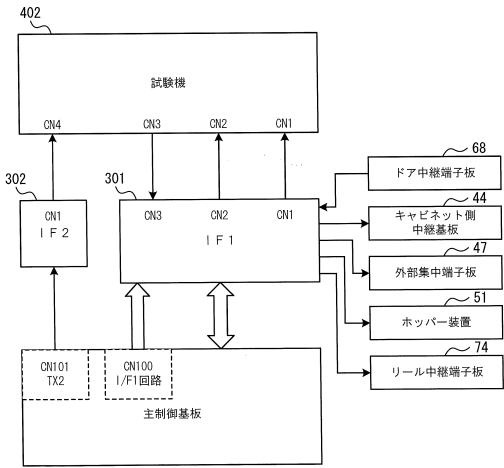 402
試験機
CN4
CN3
CN2
CN1
302
CN1
ＩＦ２
301
CN3
CN2
CN1
ＩＦ１
68
ドア中継端子板
44
キャビネット側
中継基板
47
外部集中端子板
51
ホッパー装置
74
リール中継端子板
CN101
TX2
CN100
I/F1回路
主制御基板